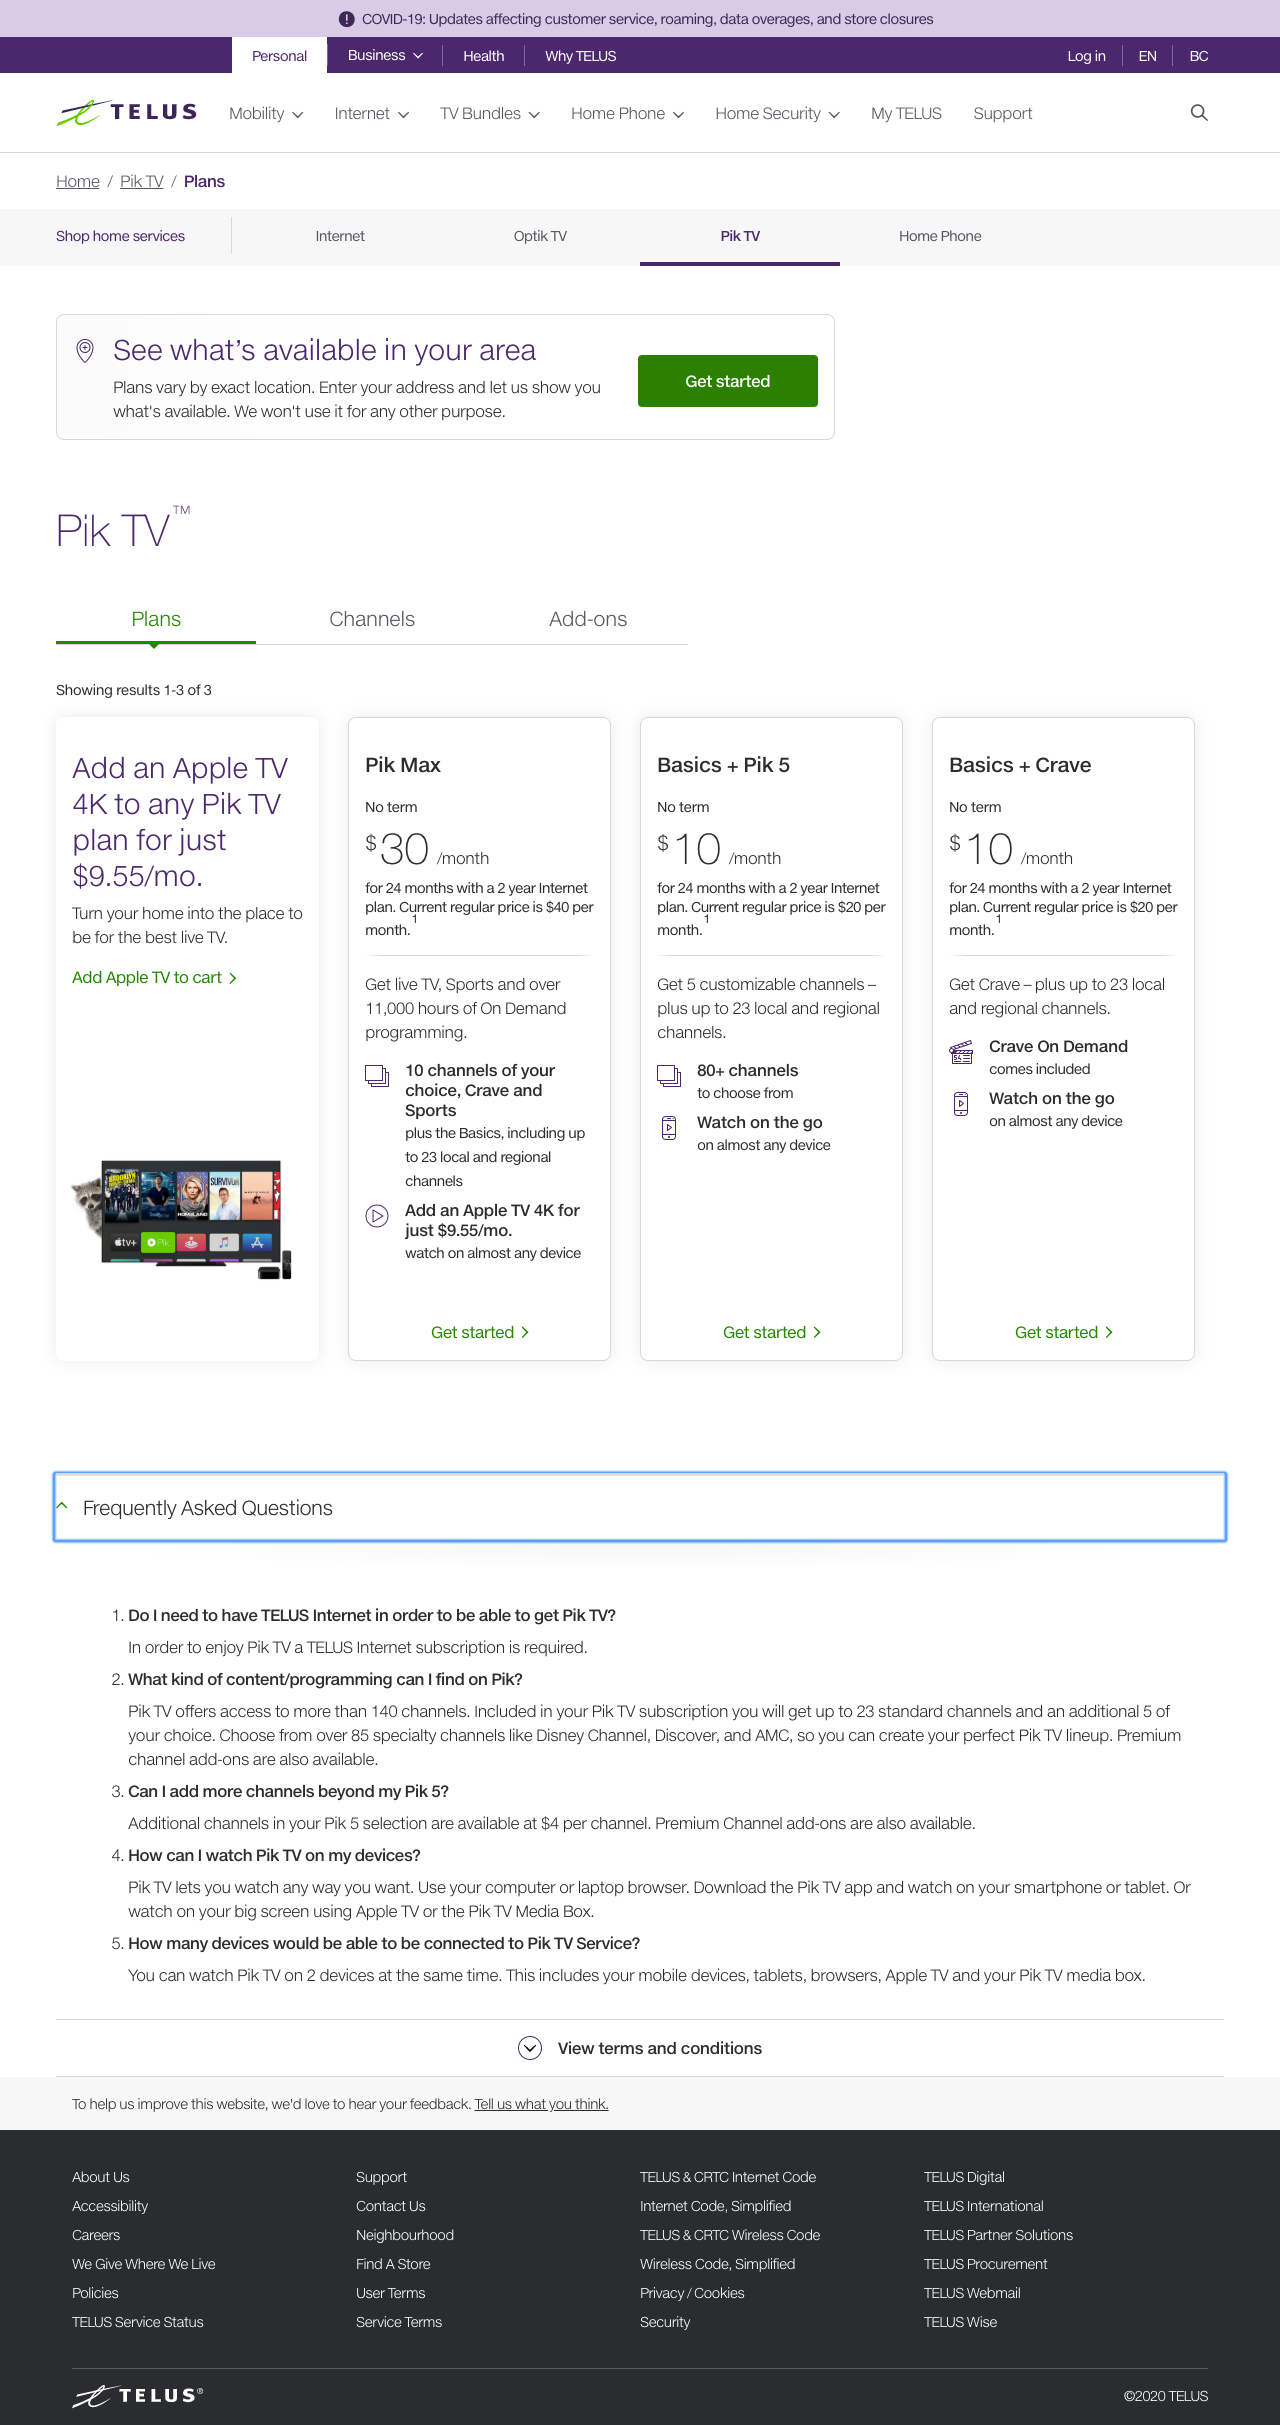 COVID-19: Updates affecting customer service, roaming, data overages, and store closures
Personal Business Health Why TELUS Log in EN BC
TELUS Mobility Internet TV Bundles Home Phone Home Security My TELUS Support
Home / Pik TV / Plans
Shop home services Internet Optik TV Pik TV Home Phone
See what's available in your area
Plans vary by exact location. Enter your address and let us show you
what's available. We won't use it for any other purpose.
Get started
Pik TV™
Plans Channels Add-ons
Showing results 1-3 of 3
Add an Apple TV
4K to any Pik TV
plan for just
$9.55/mo.
Turn your home into the place to
be for the best live TV.
Add Apple TV to cart
BROOKLYN
HOMELAND
SURVIVOR
tv+
Pik
Pik Max
No term
$30 /month
for 24 months with a 2 year Internet
plan. Current regular price is $40 per
month.1
Get live TV, Sports and over
11,000 hours of On Demand
programming.
10 channels of your
choice, Crave and
Sports
plus the Basics, including up
to 23 local and regional
channels
Add an Apple TV 4K for
just $9.55/mo.
watch on almost any device
Get started
Basics + Pik 5
No term
$10 /month
for 24 months with a 2 year Internet
plan. Current regular price is $20 per
month.1
Get 5 customizable channels –
plus up to 23 local and regional
channels.
80+ channels
to choose from
Watch on the go
on almost any device
Get started
Basics + Crave
No term
$10 /month
for 24 months with a 2 year Internet
plan. Current regular price is $20 per
month.1
Get Crave – plus up to 23 local
and regional channels.
Crave On Demand
comes included
Watch on the go
on almost any device
Get started
Frequently Asked Questions
1. Do I need to have TELUS Internet in order to be able to get Pik TV?
In order to enjoy Pik TV a TELUS Internet subscription is required.
2. What kind of content/programming can I find on Pik?
Pik TV offers access to more than 140 channels. Included in your Pik TV subscription you will get up to 23 standard channels and an additional 5 of
your choice. Choose from over 85 specialty channels like Disney Channel, Discover, and AMC, so you can create your perfect Pik TV lineup. Premium
channel add-ons are also available.
3. Can I add more channels beyond my Pik 5?
Additional channels in your Pik 5 selection are available at $4 per channel. Premium Channel add-ons are also available.
4. How can I watch Pik TV on my devices?
Pik TV lets you watch any way you want. Use your computer or laptop browser. Download the Pik TV app and watch on your smartphone or tablet. Or
watch on your big screen using Apple TV or the Pik TV Media Box.
5. How many devices would be able to be connected to Pik TV Service?
You can watch Pik TV on 2 devices at the same time. This includes your mobile devices, tablets, browsers, Apple TV and your Pik TV media box.
View terms and conditions
To help us improve this website, we'd love to hear your feedback. Tell us what you think.
About Us
Accessibility
Careers
We Give Where We Live
Policies
TELUS Service Status
Support
Contact Us
Neighbourhood
Find A Store
User Terms
Service Terms
TELUS & CRTC Internet Code
Internet Code, Simplified
TELUS & CRTC Wireless Code
Wireless Code, Simplified
Privacy / Cookies
Security
TELUS Digital
TELUS International
TELUS Partner Solutions
TELUS Procurement
TELUS Webmail
TELUS Wise
TELUS®
©2020 TELUS